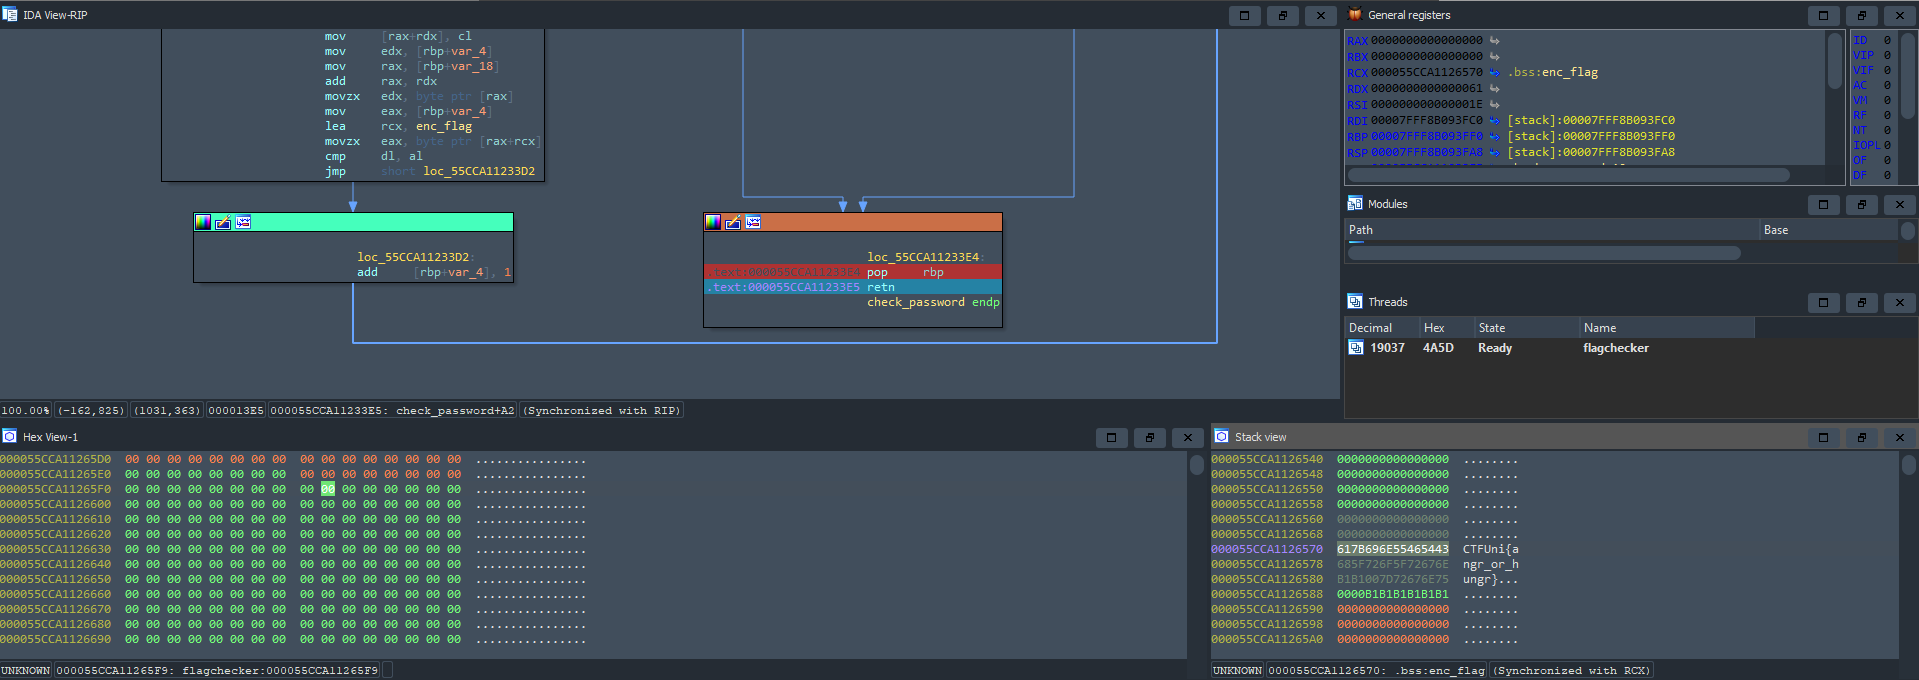 IDA View-RIP
mov [rax+rdx], cl
mov edx, [rbp+var_4]
mov rax, [rbp+var_18]
add rax, rdx
movzx edx, byte ptr [rax]
mov eax, [rbp+var_4]
lea rcx, enc_flag
movzx eax, byte ptr [rax+rcx]
cmp dl, al
jmp short loc_55CCA11233D2
loc_55CCA11233D2:
add [rbp+var_4], 1
loc_55CCA11233E4:
.text:000055CCA11233E4 pop rbp
.text:000055CCA11233E5 retn
check_password endp
100.00% (-162,825) (1031,363) 000013E5 000055CCA11233E5: check_password+A2 (Synchronized with RIP)
General registers
RAX 0000000000000000
RBX 0000000000000000
RCX 000055CCA1126570 .bss:enc_flag
RDX 0000000000000061
RSI 000000000000001E
RDI 00007FFF8B093FC0 [stack]:00007FFF8B093FC0
RBP 00007FFF8B093FF0 [stack]:00007FFF8B093FF0
RSP 00007FFF8B093FA8 [stack]:00007FFF8B093FA8
ID 0
VIP 0
VIF 0
AC 0
VM 0
RF 0
NT 0
IOPL 0
OF 0
DF 0
Modules
Path Base
Threads
Decimal Hex State Name
19037 4A5D Ready flagchecker
Hex View-1
000055CCA11265D0 00 00 00 00 00 00 00 00 00 00 00 00 00 00 00 00 ................
000055CCA11265E0 00 00 00 00 00 00 00 00 00 00 00 00 00 00 00 00 ................
000055CCA11265F0 00 00 00 00 00 00 00 00 00 00 00 00 00 00 00 00 ................
000055CCA1126600 00 00 00 00 00 00 00 00 00 00 00 00 00 00 00 00 ................
000055CCA1126610 00 00 00 00 00 00 00 00 00 00 00 00 00 00 00 00 ................
000055CCA1126620 00 00 00 00 00 00 00 00 00 00 00 00 00 00 00 00 ................
000055CCA1126630 00 00 00 00 00 00 00 00 00 00 00 00 00 00 00 00 ................
000055CCA1126640 00 00 00 00 00 00 00 00 00 00 00 00 00 00 00 00 ................
000055CCA1126650 00 00 00 00 00 00 00 00 00 00 00 00 00 00 00 00 ................
000055CCA1126660 00 00 00 00 00 00 00 00 00 00 00 00 00 00 00 00 ................
000055CCA1126670 00 00 00 00 00 00 00 00 00 00 00 00 00 00 00 00 ................
000055CCA1126680 00 00 00 00 00 00 00 00 00 00 00 00 00 00 00 00 ................
000055CCA1126690 00 00 00 00 00 00 00 00 00 00 00 00 00 00 00 00 ................
UNKNOWN 000055CCA11265F9: flagchecker:000055CCA11265F9
Stack view
000055CCA1126540 0000000000000000 ........
000055CCA1126548 0000000000000000 ........
000055CCA1126550 0000000000000000 ........
000055CCA1126558 0000000000000000 ........
000055CCA1126560 0000000000000000 ........
000055CCA1126568 0000000000000000 ........
000055CCA1126570 617B696E55465443 CTFUni{a
000055CCA1126578 685F726F5F72676E ngr_or_h
000055CCA1126580 B1B1007D72676E75 ungr}...
000055CCA1126588 0000B1B1B1B1B1B1 ........
000055CCA1126590 0000000000000000 ........
000055CCA1126598 0000000000000000 ........
000055CCA11265A0 0000000000000000 ........
UNKNOWN 000055CCA1126570: .bss:enc_flag (Synchronized with RCX)